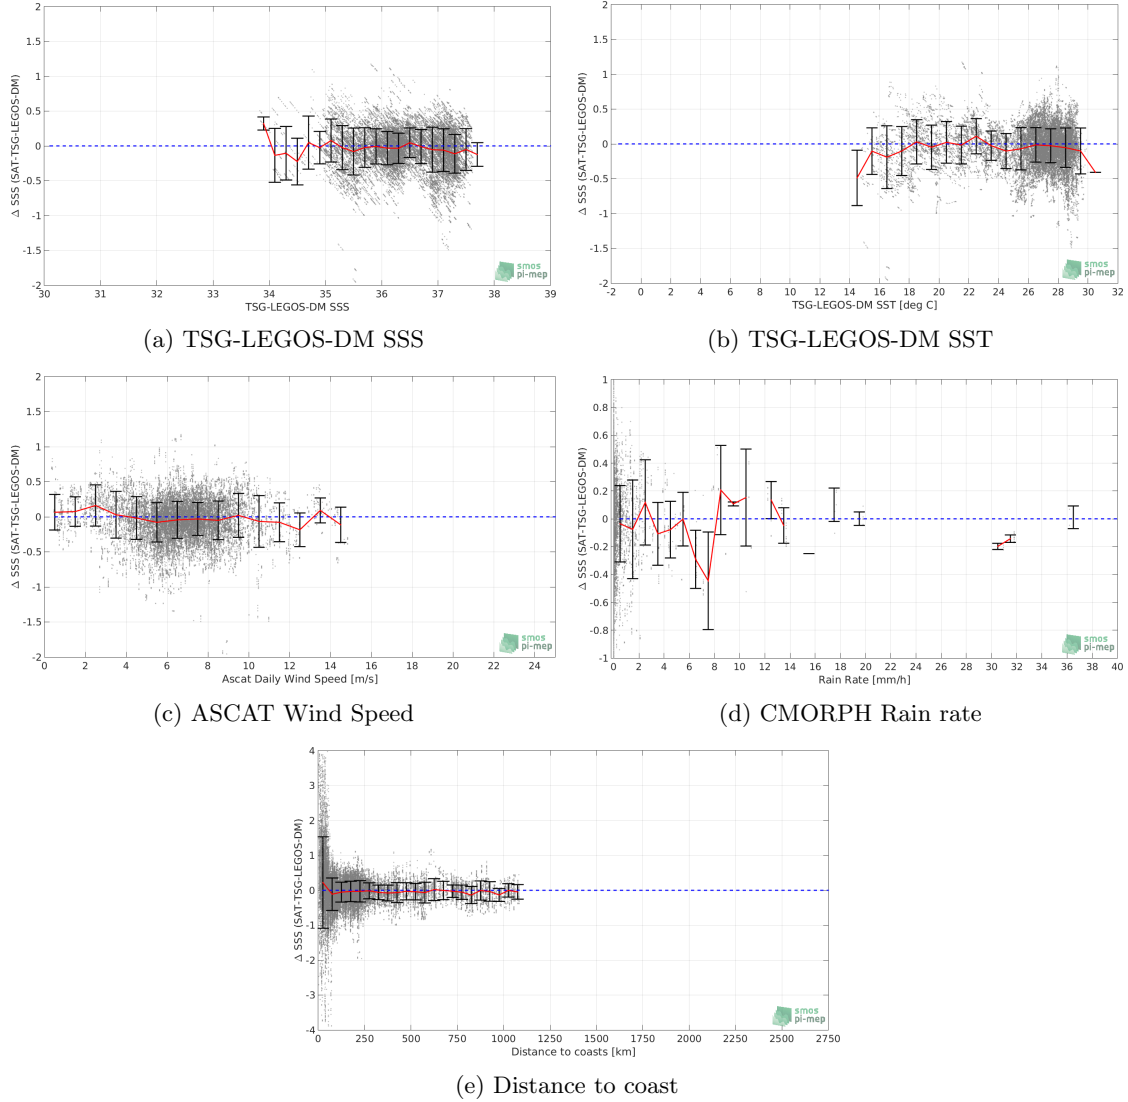 2
1.5
1
0.5
0
-0.5
-1
-1.5
-2
Δ SSS (SAT-TSG-LEGOS-DM)
30 31 32 33 34 35 36 37 38 39
TSG-LEGOS-DM SSS
smos
pi-mep
(a) TSG-LEGOS-DM SSS
2
1.5
1
0.5
0
-0.5
-1
-1.5
-2
Δ SSS (SAT-TSG-LEGOS-DM)
-2 0 2 4 6 8 10 12 14 16 18 20 22 24 26 28 30 32
TSG-LEGOS-DM SST [deg C]
smos
pi-mep
(b) TSG-LEGOS-DM SST
2
1.5
1
0.5
0
-0.5
-1
-1.5
-2
Δ SSS (SAT-TSG-LEGOS-DM)
0 2 4 6 8 10 12 14 16 18 20 22 24
Ascat Daily Wind Speed [m/s]
smos
pi-mep
(c) ASCAT Wind Speed
1
0.8
0.6
0.4
0.2
0
-0.2
-0.4
-0.6
-0.8
-1
Δ SSS (SAT-TSG-LEGOS-DM)
0 2 4 6 8 10 12 14 16 18 20 22 24 26 28 30 32 34 36 38 40
Rain Rate [mm/h]
smos
pi-mep
(d) CMORPH Rain rate
4
3
2
1
0
-1
-2
-3
-4
Δ SSS (SAT-TSG-LEGOS-DM)
0 250 500 750 1000 1250 1500 1750 2000 2250 2500 2750
Distance to coasts [km]
smos
pi-mep
(e) Distance to coast